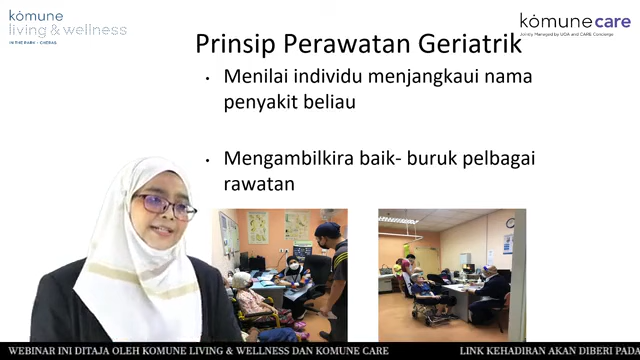 kömune
living & wellness
IN THE PARK - CHERAS
kömunecare
Jointly Managed by UOA and CARE Concierge
Prinsip Perawatan Geriatrik
• Menilai individu menjangkaui nama
penyakit beliau
• Mengambilkira baik- buruk pelbagai
rawatan
WEBINAR INI DITAJA OLEH KOMUNE LIVING & WELLNESS DAN KOMUNE CARE
LINK KEHADIRAN AKAN DIBERI PADA